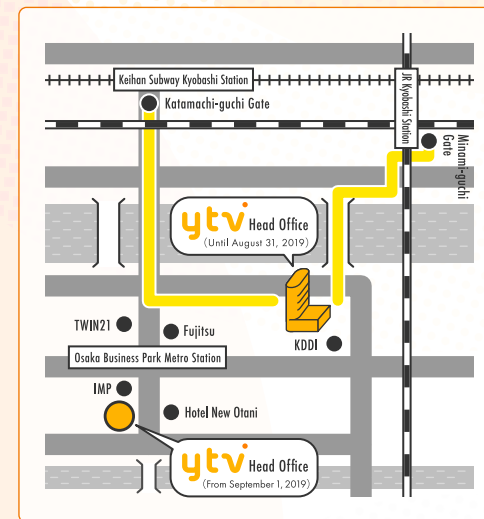 Keihan Subway Kyobashi Station
Katamachi-guchi Gate
JR Kyobashi Station
Minami-guchi
Gate
ytv Head Office
(Until August 31, 2019)
TWIN21
Fujitsu
KDDI
Osaka Business Park Metro Station
IMP
Hotel New Otani
ytv Head Office
(From September 1, 2019)